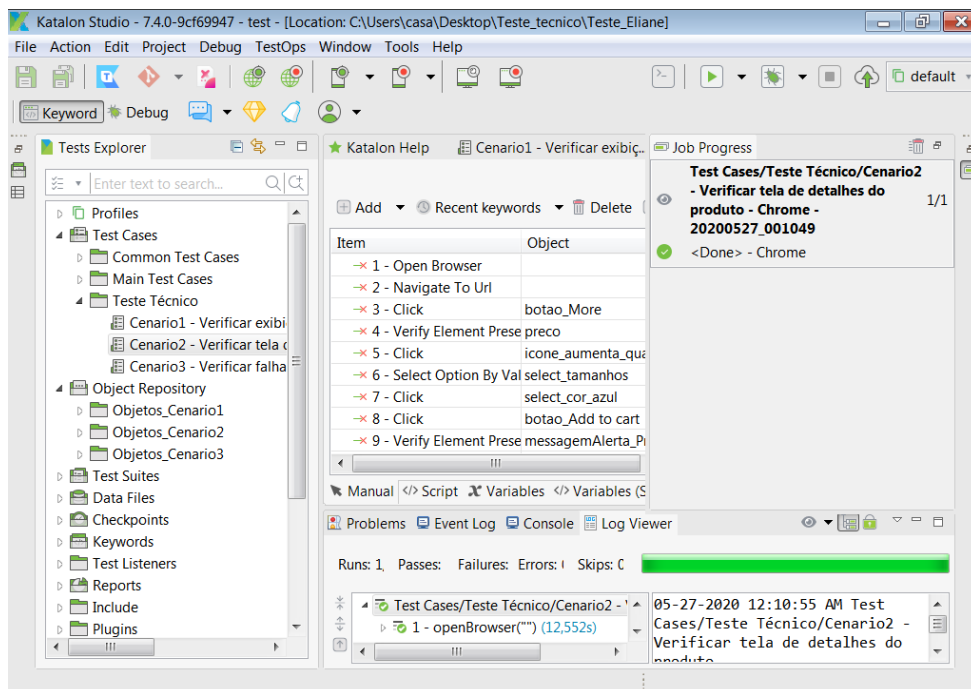 Katalon Studio - 7.4.0-9cf69947 - test - [Location: C:\Users\casa\Desktop\Teste_tecnico\Teste_Eliane]
File Action Edit Project Debug TestOps Window Tools Help
default
Keyword Debug
Tests Explorer
Enter text to search...
Profiles
Test Cases
Common Test Cases
Main Test Cases
Teste Técnico
Cenario1 - Verificar exibi
Cenario2 - Verificar tela d
Cenario3 - Verificar falha
Object Repository
Objetos_Cenario1
Objetos_Cenario2
Objetos_Cenario3
Test Suites
Data Files
Checkpoints
Keywords
Test Listeners
Reports
Include
Plugins
Katalon Help Cenario1 - Verificar exibiç...
Add Recent keywords Delete
Item Object
1 - Open Browser
2 - Navigate To Url
3 - Click botao_More
4 - Verify Element Prese preco
5 - Click icone_aumenta_qua
6 - Select Option By Val select_tamanhos
7 - Click select_cor_azul
8 - Click botao_Add to cart
9 - Verify Element Prese messagemAlerta_Pr
Manual </> Script Variables </> Variables (S
Job Progress
Test Cases/Teste Técnico/Cenario2
- Verificar tela de detalhes do
produto - Chrome -
20200527_001049
1/1
<Done> - Chrome
Problems Event Log Console Log Viewer
Runs: 1, Passes: Failures: Errors: Skips:
Test Cases/Teste Técnico/Cenario2 -
1 - openBrowser("") (12,552s)
05-27-2020 12:10:55 AM Test
Cases/Teste Técnico/Cenario2 -
Verificar tela de detalhes do
produto